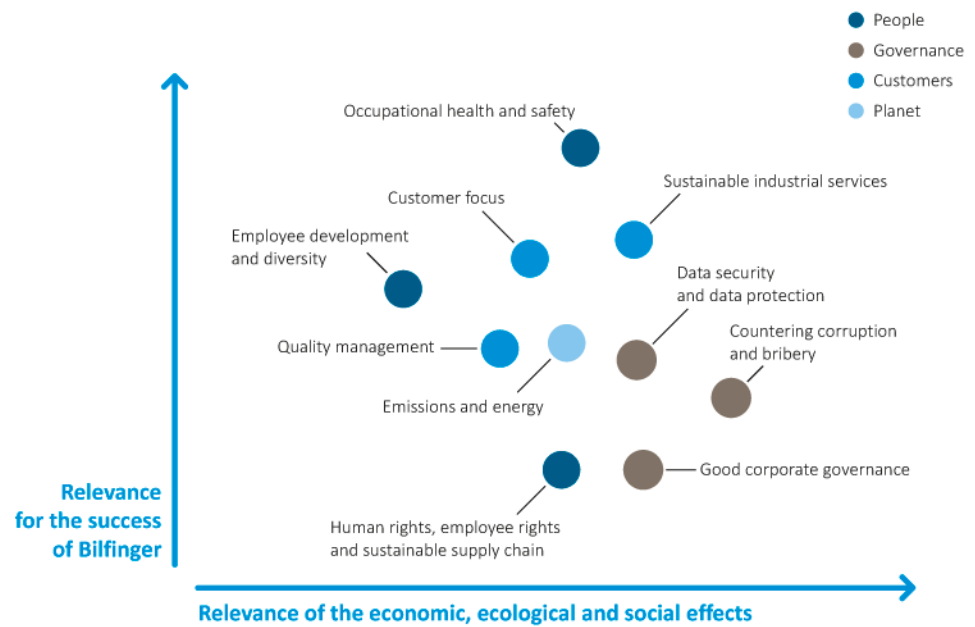 People
Governance
Customers
Planet
Occupational health and safety
Sustainable industrial services
Customer focus
Employee development
and diversity
Data security
and data protection
Countering corruption
and bribery
Quality management
Emissions and energy
Good corporate governance
Human rights, employee rights
and sustainable supply chain
Relevance
for the success
of Bilfinger
Relevance of the economic, ecological and social effects